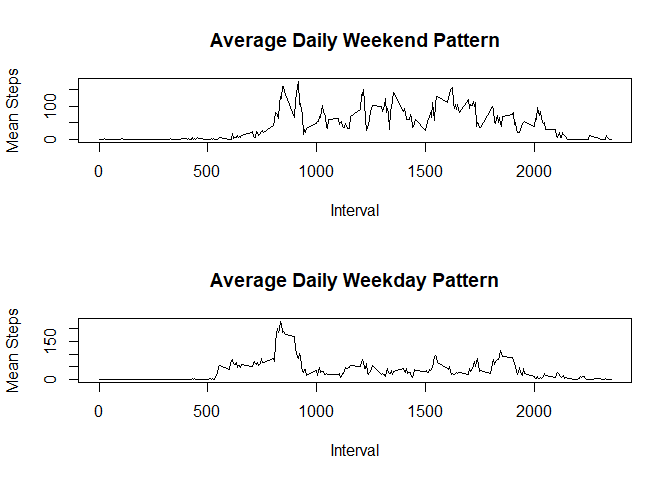 Average Daily Weekend Pattern
Mean Steps
0 100
0 500 1000 1500 2000
Interval
Average Daily Weekday Pattern
Mean Steps
0 150
0 500 1000 1500 2000
Interval